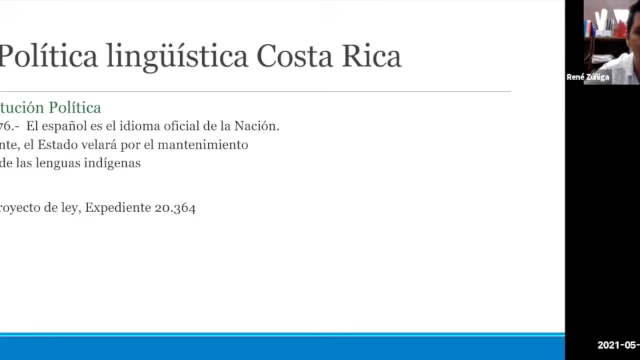 Política lingüística Costa Rica
tución Política
76.- El español es el idioma oficial de la Nación.
nte, el Estado velará por el mantenimiento
de las lenguas indígenas
royecto de ley, Expediente 20.364
René Zúñiga
2021-05-